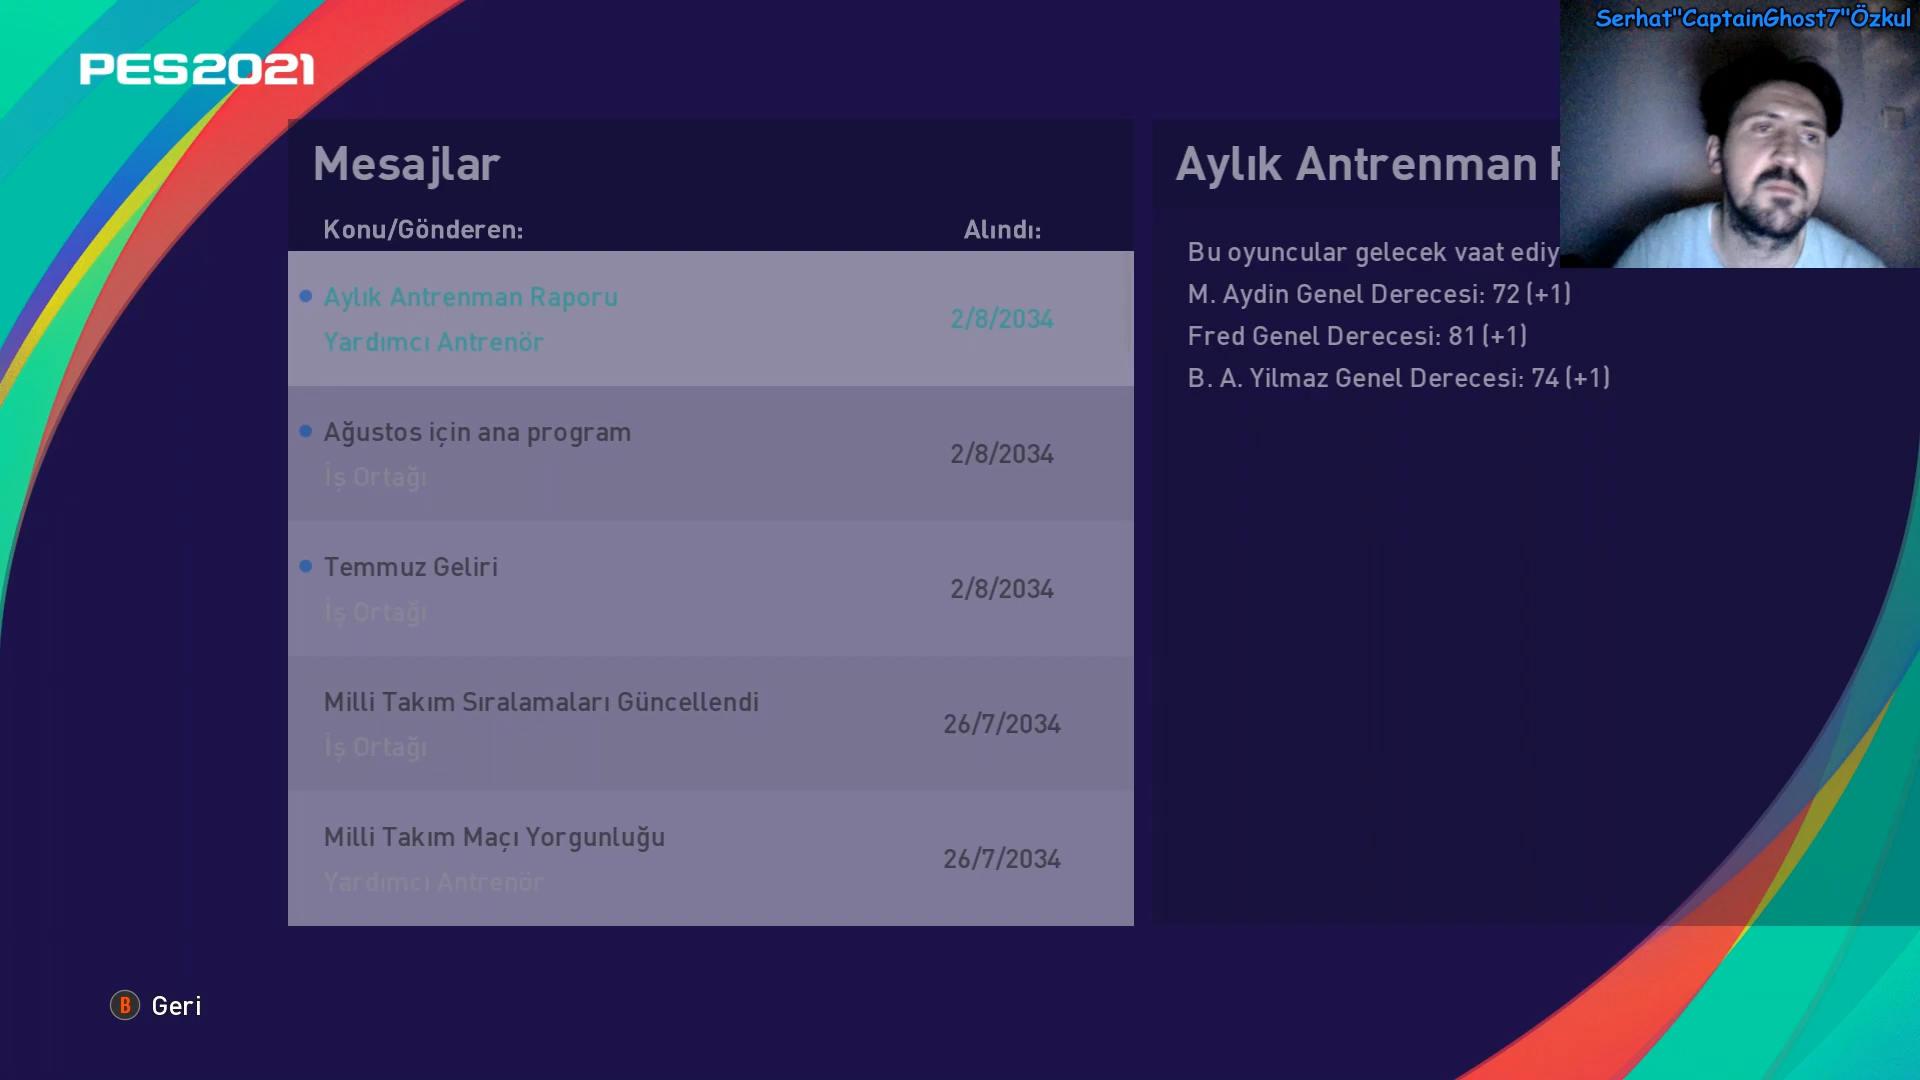 Serhat"CaptainGhost7"Özkul
PES2021
Mesajlar
Konu/Gönderen:
Alındı:
Aylık Antrenman Raporu
Yardımcı Antrenör
2/8/2034
Ağustos için ana program
İş Ortağı
2/8/2034
Temmuz Geliri
İş Ortağı
2/8/2034
Milli Takım Sıralamaları Güncellendi
İş Ortağı
26/7/2034
Milli Takım Maçı Yorgunluğu
Yardımcı Antrenör
26/7/2034
Aylık Antrenman
Bu oyuncular gelecek vaat ediy
M. Aydin Genel Derecesi: 72 (+1)
Fred Genel Derecesi: 81 (+1)
B. A. Yilmaz Genel Derecesi: 74 (+1)
B Geri